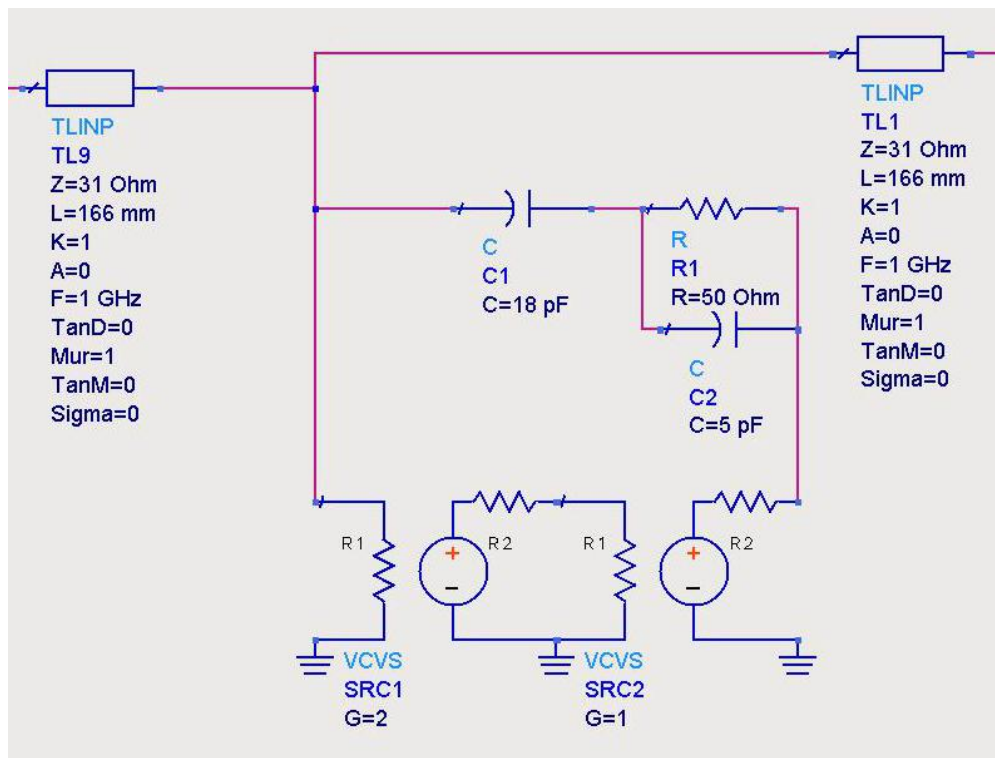 TLINP
TL9
Z=31 Ohm
L=166 mm
K=1
A=0
F=1 GHz
TanD=0
Mur=1
TanM=0
Sigma=0
TLINP
TL1
Z=31 Ohm
L=166 mm
K=1
A=0
F=1 GHz
TanD=0
Mur=1
TanM=0
Sigma=0
C
C1
C=18 pF
R
R1
R=50 Ohm
C
C2
C=5 pF
R1
+
-
R2
R1
+
-
R2
VCVS
SRC1
G=2
VCVS
SRC2
G=1